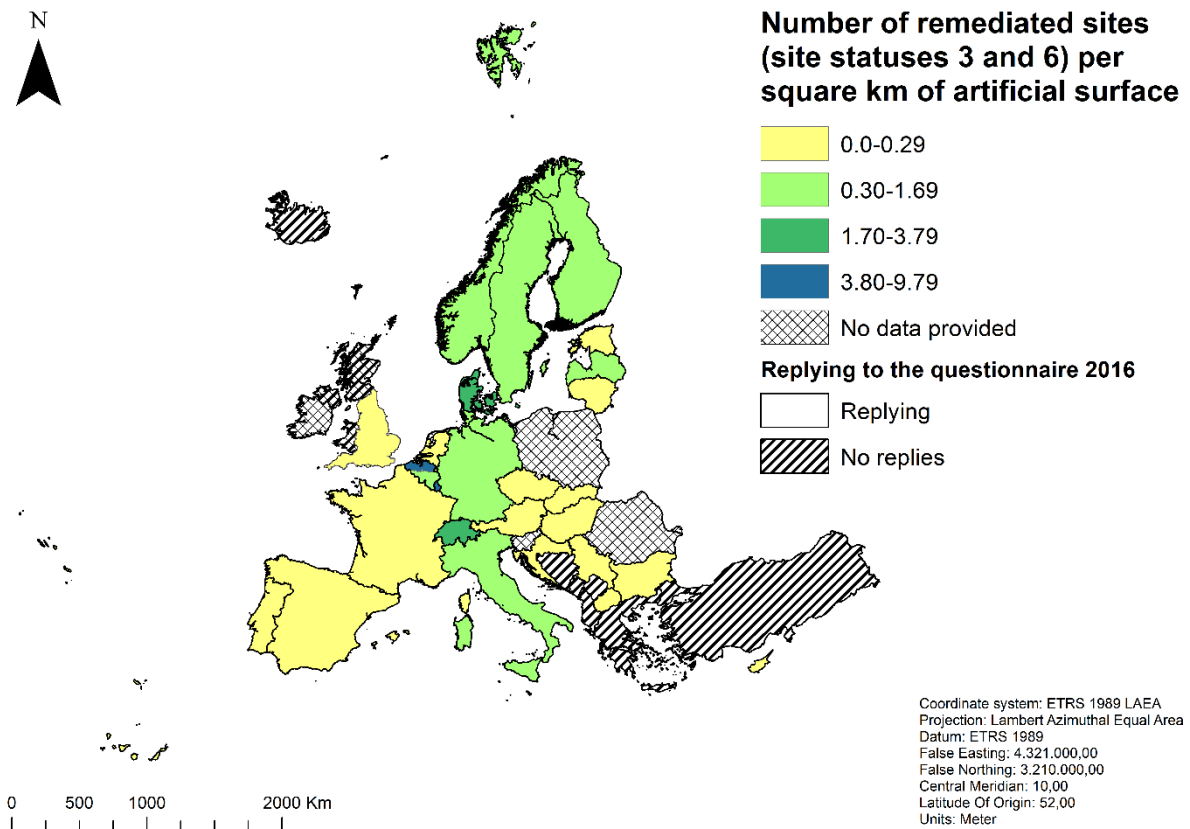 N
Number of remediated sites
(site statuses 3 and 6) per
square km of artificial surface
0.0-0.29
0.30-1.69
1.70-3.79
3.80-9.79
No data provided
Replying to the questionnaire 2016
Replying
No replies
Coordinate system: ETRS 1989 LAEA
Projection: Lambert Azimuthal Equal Area
Datum: ETRS 1989
False Easting: 4.321.000,00
False Northing: 3.210.000,00
Central Meridian: 10,00
Latitude Of Origin: 52,00
Units: Meter
0 500 1000 2000 Km